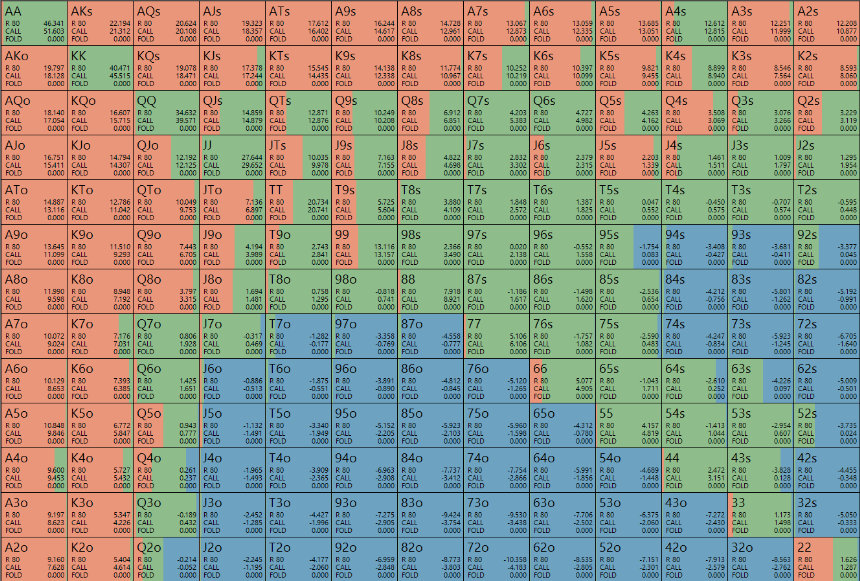 AA AKs AQs AJs ATs A9s A8s A7s A6s A5s A4s A3s A2s
R 80 46.341 R 80 22.194 R 80 20.624 R 80 19.323 R 80 17.612 R 80 16.244 R 80 14.728 R 80 13.067 R 80 13.059 R 80 13.685 R 80 12.612 R 80 12.251 R 80 12.208
CALL 51.603 CALL 21.312 CALL 20.108 CALL 18.357 CALL 16.402 CALL 14.617 CALL 12.961 CALL 12.873 CALL 12.335 CALL 13.051 CALL 12.815 CALL 11.999 CALL 10.877
FOLD 0.000 FOLD 0.000 FOLD 0.000 FOLD 0.000 FOLD 0.000 FOLD 0.000 FOLD 0.000 FOLD 0.000 FOLD 0.000 FOLD 0.000 FOLD 0.000 FOLD 0.000 FOLD 0.000
AKo KK KQs KJs KTs K9s K8s K7s K6s K5s K4s K3s K2s
R 80 19.797 R 80 40.471 R 80 19.078 R 80 17.378 R 80 15.545 R 80 14.138 R 80 11.774 R 80 10.252 R 80 10.397 R 80 9.821 R 80 8.899 R 80 8.546 R 80 8.593
CALL 18.128 CALL 45.515 CALL 18.471 CALL 17.244 CALL 14.435 CALL 12.338 CALL 10.967 CALL 10.219 CALL 10.099 CALL 9.455 CALL 8.940 CALL 7.564 CALL 8.060
FOLD 0.000 FOLD 0.000 FOLD 0.000 FOLD 0.000 FOLD 0.000 FOLD 0.000 FOLD 0.000 FOLD 0.000 FOLD 0.000 FOLD 0.000 FOLD 0.000 FOLD 0.000 FOLD 0.000
AQo KQo QQ QJs QTs Q9s Q8s Q7s Q6s Q5s Q4s Q3s Q2s
R 80 18.140 R 80 16.607 R 80 34.632 R 80 14.859 R 80 12.871 R 80 10.249 R 80 6.912 R 80 4.203 R 80 4.727 R 80 4.263 R 80 3.508 R 80 3.076 R 80 3.229
CALL 17.054 CALL 15.715 CALL 39.571 CALL 14.879 CALL 12.876 CALL 10.208 CALL 6.851 CALL 5.383 CALL 4.982 CALL 4.162 CALL 3.069 CALL 3.266 CALL 3.119
FOLD 0.000 FOLD 0.000 FOLD 0.000 FOLD 0.000 FOLD 0.000 FOLD 0.000 FOLD 0.000 FOLD 0.000 FOLD 0.000 FOLD 0.000 FOLD 0.000 FOLD 0.000 FOLD 0.000
AJo KJo QJo JJ JTs J9s J8s J7s J6s J5s J4s J3s J2s
R 80 16.751 R 80 14.794 R 80 12.192 R 80 27.644 R 80 10.035 R 80 7.163 R 80 4.822 R 80 2.832 R 80 2.379 R 80 2.203 R 80 1.461 R 80 1.009 R 80 1.295
CALL 15.411 CALL 14.307 CALL 12.125 CALL 29.652 CALL 9.978 CALL 7.155 CALL 4.698 CALL 3.302 CALL 2.315 CALL 1.339 CALL 1.511 CALL 1.797 CALL 1.954
FOLD 0.000 FOLD 0.000 FOLD 0.000 FOLD 0.000 FOLD 0.000 FOLD 0.000 FOLD 0.000 FOLD 0.000 FOLD 0.000 FOLD 0.000 FOLD 0.000 FOLD 0.000 FOLD 0.000
ATo KTo QTo JTo TT T9s T8s T7s T6s T5s T4s T3s T2s
R 80 14.887 R 80 12.786 R 80 10.049 R 80 7.136 R 80 20.734 R 80 5.725 R 80 3.880 R 80 1.848 R 80 1.387 R 80 0.047 R 80 -0.450 R 80 -0.707 R 80 -0.595
CALL 13.116 CALL 11.042 CALL 9.753 CALL 6.897 CALL 20.741 CALL 5.604 CALL 4.109 CALL 2.572 CALL 1.825 CALL 0.552 CALL 0.575 CALL 0.574 CALL 0.448
FOLD 0.000 FOLD 0.000 FOLD 0.000 FOLD 0.000 FOLD 0.000 FOLD 0.000 FOLD 0.000 FOLD 0.000 FOLD 0.000 FOLD 0.000 FOLD 0.000 FOLD 0.000 FOLD 0.000
A9o K9o Q9o J9o T9o 99 98s 97s 96s 95s 94s 93s 92s
R 80 13.645 R 80 11.510 R 80 7.443 R 80 4.194 R 80 2.743 R 80 13.116 R 80 2.366 R 80 0.020 R 80 -0.552 R 80 -1.754 R 80 -3.408 R 80 -3.681 R 80 -3.377
CALL 11.099 CALL 9.293 CALL 6.705 CALL 3.989 CALL 2.841 CALL 13.157 CALL 3.490 CALL 2.138 CALL 1.558 CALL 0.083 CALL -0.427 CALL -0.411 CALL 0.045
FOLD 0.000 FOLD 0.000 FOLD 0.000 FOLD 0.000 FOLD 0.000 FOLD 0.000 FOLD 0.000 FOLD 0.000 FOLD 0.000 FOLD 0.000 FOLD 0.000 FOLD 0.000 FOLD 0.000
A8o K8o Q8o J8o T8o 98o 88 87s 86s 85s 84s 83s 82s
R 80 11.990 R 80 8.948 R 80 3.797 R 80 1.694 R 80 0.758 R 80 -0.818 R 80 7.918 R 80 -1.186 R 80 -0.498 R 80 -2.536 R 80 -4.212 R 80 -5.801 R 80 -5.192
CALL 9.598 CALL 7.192 CALL 3.315 CALL 1.481 CALL 1.295 CALL 0.741 CALL 8.921 CALL 1.617 CALL 1.620 CALL 0.654 CALL -0.756 CALL -1.262 CALL -0.991
FOLD 0.000 FOLD 0.000 FOLD 0.000 FOLD 0.000 FOLD 0.000 FOLD 0.000 FOLD 0.000 FOLD 0.000 FOLD 0.000 FOLD 0.000 FOLD 0.000 FOLD 0.000 FOLD 0.000
A7o K7o Q7o J7o T7o 97o 87o 77 76s 75s 74s 73s 72s
R 80 10.072 R 80 7.176 R 80 0.806 R 80 -0.317 R 80 -1.282 R 80 -3.358 R 80 -4.558 R 80 5.106 R 80 -1.757 R 80 -2.590 R 80 -4.247 R 80 -5.923 R 80 -6.705
CALL 9.024 CALL 7.031 CALL 1.928 CALL 0.469 CALL -0.177 CALL -0.769 CALL -0.777 CALL 6.106 CALL 1.082 CALL 0.483 CALL -0.834 CALL -1.245 CALL -1.640
FOLD 0.000 FOLD 0.000 FOLD 0.000 FOLD 0.000 FOLD 0.000 FOLD 0.000 FOLD 0.000 FOLD 0.000 FOLD 0.000 FOLD 0.000 FOLD 0.000 FOLD 0.000 FOLD 0.000
A6o K6o Q6o J6o T6o 96o 86o 76o 66 65s 64s 63s 62s
R 80 10.129 R 80 7.393 R 80 1.425 R 80 -0.886 R 80 -1.875 R 80 -3.891 R 80 -4.812 R 80 -5.120 R 80 5.077 R 80 -1.043 R 80 -2.610 R 80 -4.226 R 80 -5.009
CALL 8.653 CALL 6.385 CALL 1.651 CALL -0.513 CALL -0.551 CALL -0.890 CALL -0.845 CALL -1.265 CALL 4.905 CALL 1.711 CALL 0.252 CALL 0.097 CALL -0.501
FOLD 0.000 FOLD 0.000 FOLD 0.000 FOLD 0.000 FOLD 0.000 FOLD 0.000 FOLD 0.000 FOLD 0.000 FOLD 0.000 FOLD 0.000 FOLD 0.000 FOLD 0.000 FOLD 0.000
A5o K5o Q5o J5o T5o 95o 85o 75o 65o 55 54s 53s 52s
R 80 10.848 R 80 6.772 R 80 0.943 R 80 -1.132 R 80 -3.340 R 80 -5.152 R 80 -5.923 R 80 -5.960 R 80 -4.312 R 80 4.157 R 80 -1.413 R 80 -2.954 R 80 -3.735
CALL 9.846 CALL 5.847 CALL 0.777 CALL -1.491 CALL -1.949 CALL -2.205 CALL -2.103 CALL -1.598 CALL -0.780 CALL 4.819 CALL 1.044 CALL 0.607 CALL 0.024
FOLD 0.000 FOLD 0.000 FOLD 0.000 FOLD 0.000 FOLD 0.000 FOLD 0.000 FOLD 0.000 FOLD 0.000 FOLD 0.000 FOLD 0.000 FOLD 0.000 FOLD 0.000 FOLD 0.000
A4o K4o Q4o J4o T4o 94o 84o 74o 64o 54o 44 43s 42s
R 80 9.600 R 80 5.727 R 80 0.261 R 80 -1.965 R 80 -3.909 R 80 -6.963 R 80 -7.737 R 80 -7.754 R 80 -5.991 R 80 -4.689 R 80 2.472 R 80 -3.828 R 80 -4.455
CALL 9.453 CALL 5.432 CALL 0.237 CALL -1.493 CALL -2.365 CALL -2.908 CALL -3.412 CALL -2.866 CALL -1.856 CALL -1.448 CALL 3.151 CALL 0.128 CALL -0.348
FOLD 0.000 FOLD 0.000 FOLD 0.000 FOLD 0.000 FOLD 0.000 FOLD 0.000 FOLD 0.000 FOLD 0.000 FOLD 0.000 FOLD 0.000 FOLD 0.000 FOLD 0.000 FOLD 0.000
A3o K3o Q3o J3o T3o 93o 83o 73o 63o 53o 43o 33 32s
R 80 9.197 R 80 5.347 R 80 -0.189 R 80 -2.452 R 80 -4.427 R 80 -7.275 R 80 -9.424 R 80 -9.530 R 80 -7.706 R 80 -6.375 R 80 -7.272 R 80 1.173 R 80 -5.050
CALL 8.623 CALL 4.226 CALL 0.432 CALL -1.285 CALL -1.996 CALL -2.905 CALL -3.754 CALL -3.438 CALL -2.502 CALL -2.060 CALL -2.430 CALL 1.498 CALL -0.333
FOLD 0.000 FOLD 0.000 FOLD 0.000 FOLD 0.000 FOLD 0.000 FOLD 0.000 FOLD 0.000 FOLD 0.000 FOLD 0.000 FOLD 0.000 FOLD 0.000 FOLD 0.000 FOLD 0.000
A2o K2o Q2o J2o T2o 92o 82o 72o 62o 52o 42o 32o 22
R 80 9.160 R 80 5.404 R 80 -0.214 R 80 -2.245 R 80 -4.177 R 80 -6.956 R 80 -8.773 R 80 -10.358 R 80 -8.535 R 80 -7.151 R 80 -7.913 R 80 -8.563 R 80 1.626
CALL 7.628 CALL 4.614 CALL -0.052 CALL -1.195 CALL -2.060 CALL -2.848 CALL -3.803 CALL -4.183 CALL -2.805 CALL -2.301 CALL -2.579 CALL -2.762 CALL 1.287
FOLD 0.000 FOLD 0.000 FOLD 0.000 FOLD 0.000 FOLD 0.000 FOLD 0.000 FOLD 0.000 FOLD 0.000 FOLD 0.000 FOLD 0.000 FOLD 0.000 FOLD 0.000 FOLD 0.000